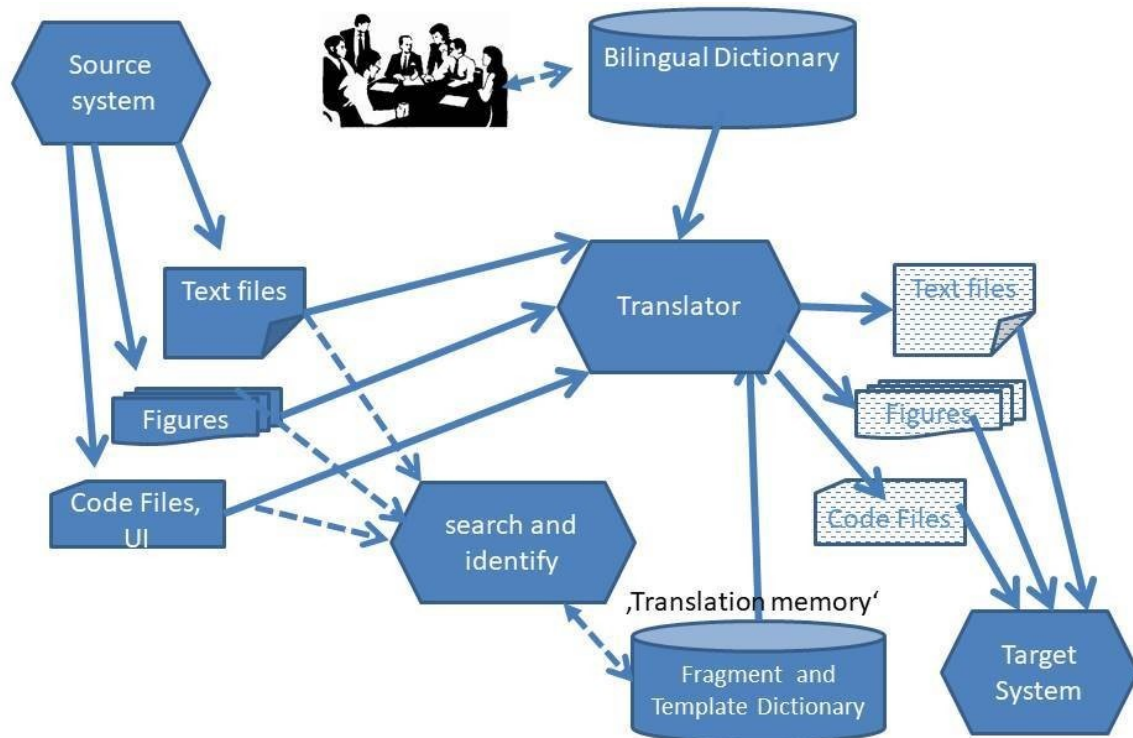 Source
system
Bilingual Dictionary
Text files
Translator
Text files
Figures
Figures
Code Files,
UI
search and
identify
Code Files
‚Translation memory‘
Fragment and
Template Dictionary
Target
System